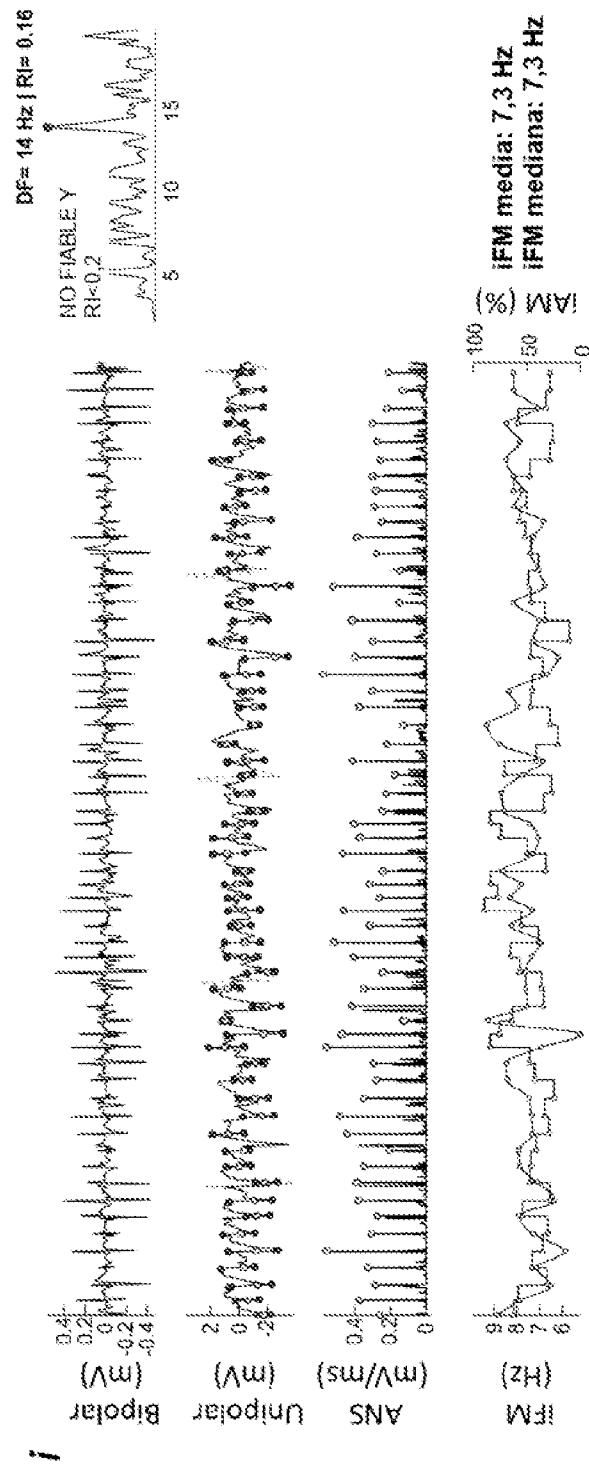 i
Bipolar
(mV)
0.4
0.2
0
-0.2
-0.4
Unipolar
(mV)
2
0
-2
ANS
(mV/ms)
0.4
0.2
0
iFM
(Hz)
9
8
7
6
DF= 14 Hz | RI= 0.16
NO FIABLE Y
RI<0,2
5
10
15
100
50
0
iAM
(%)
iFM media: 7,3 Hz
iFM mediana: 7,3 Hz